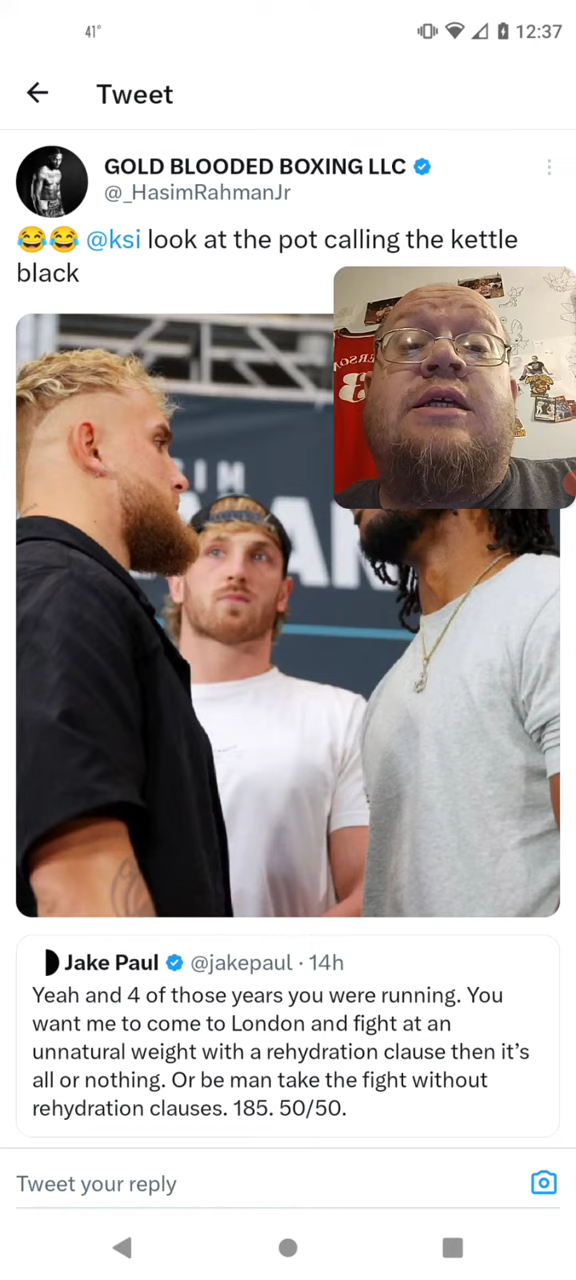 41°
12:37
Tweet
GOLD BLOODED BOXING LLC
@_HasimRahmanJr
😂😂 @ksi look at the pot calling the kettle
black
Jake Paul @jakepaul · 14h
Yeah and 4 of those years you were running. You
want me to come to London and fight at an
unnatural weight with a rehydration clause then it's
all or nothing. Or be man take the fight without
rehydration clauses. 185. 50/50.
Tweet your reply